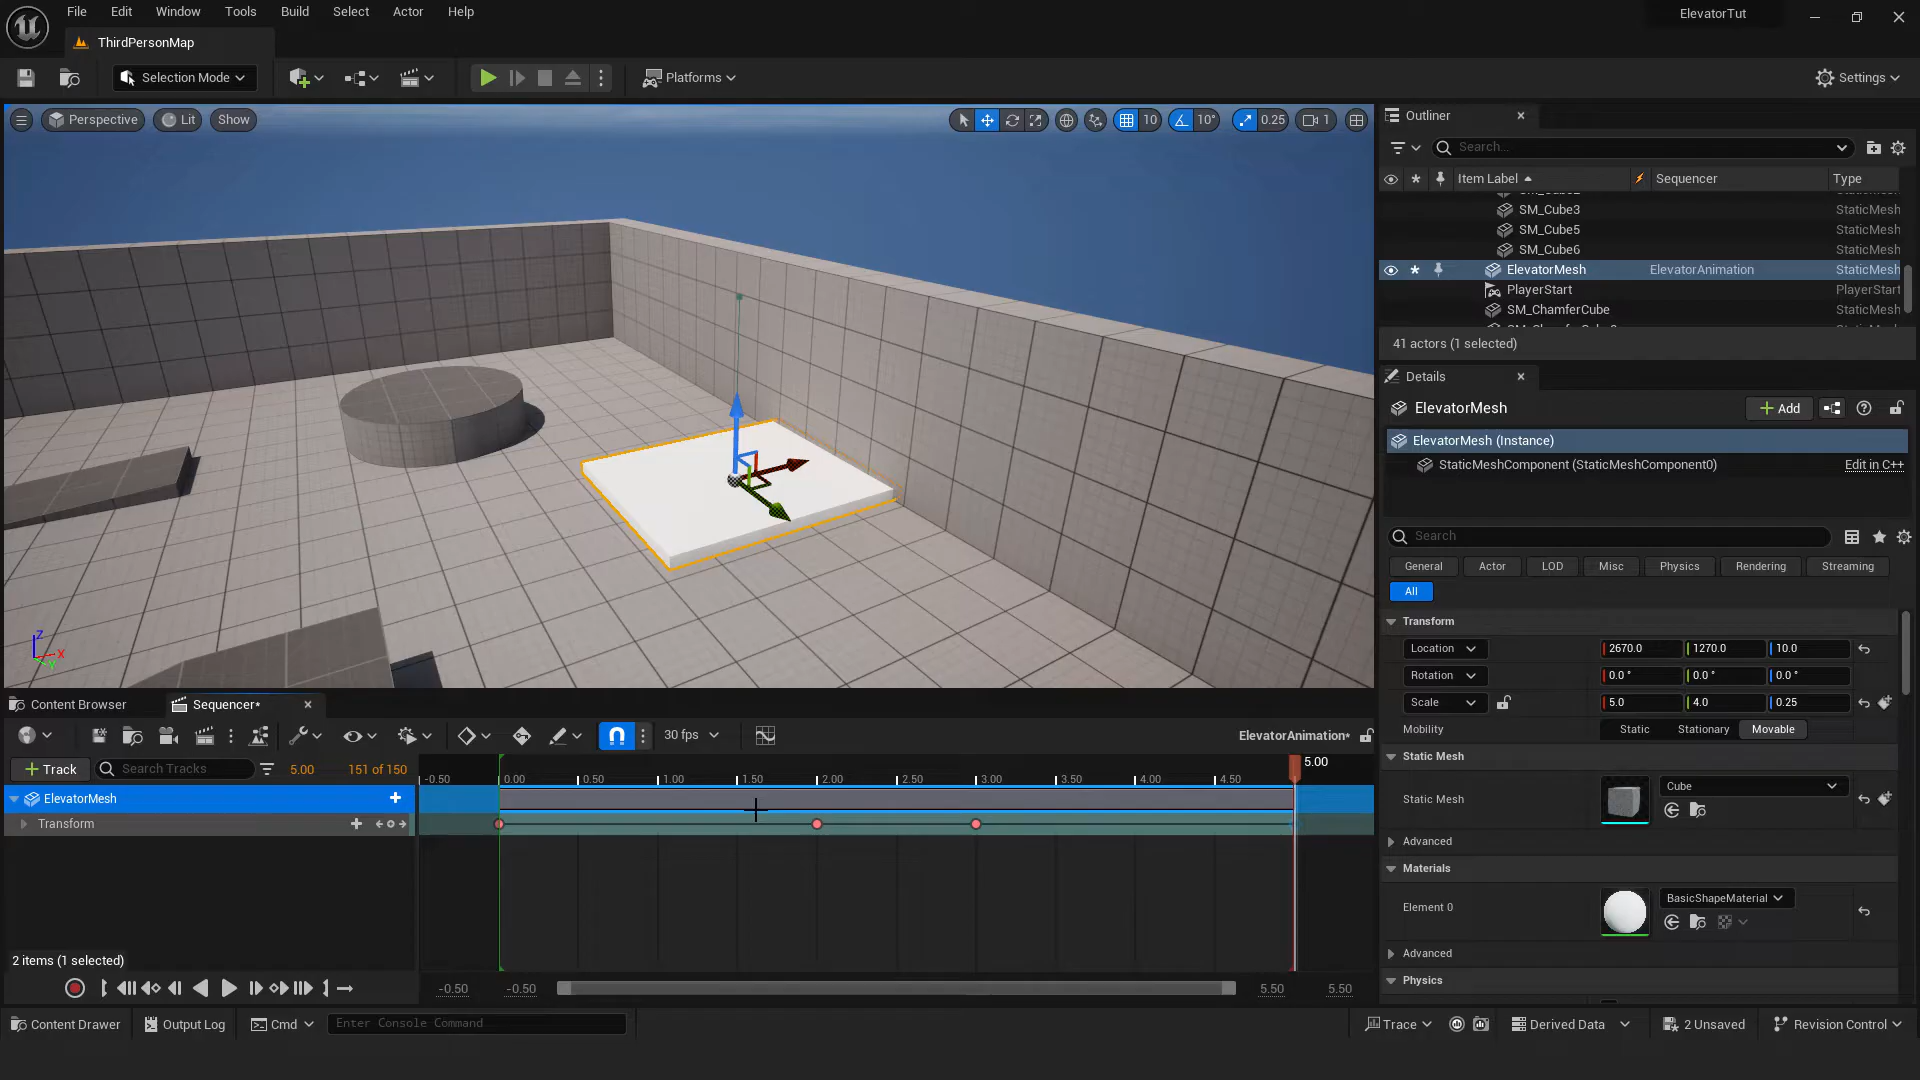 File Edit Window Tools Build Select Actor Help
ElevatorTut
ThirdPersonMap
Selection Mode
Platforms
Settings
Perspective Lit Show
10 10° 0.25 1
Outliner
Search...
Item Label Sequencer Type
SM_Cube3 StaticMesh
SM_Cube5 StaticMesh
SM_Cube6 StaticMesh
ElevatorMesh ElevatorAnimation StaticMesh
PlayerStart PlayerStart
SM_ChamferCube StaticMesh
41 actors (1 selected)
Details
ElevatorMesh
Add
ElevatorMesh (Instance)
StaticMeshComponent (StaticMeshComponent0) Edit in C++
Search
General Actor LOD Misc Physics Rendering Streaming
All
Transform
Location 2670.0 1270.0 10.0
Rotation 0.0 ° 0.0 ° 0.0 °
Scale 5.0 4.0 0.25
Mobility Static Stationary Movable
Static Mesh
Static Mesh Cube
Advanced
Materials
Element 0 BasicShapeMaterial
Advanced
Physics
Z
X
Y
Content Browser Sequencer*
30 fps
ElevatorAnimation*
Track Search Tracks 5.00 151 of 150
5.00
-0.50 0.00 0.50 1.00 1.50 2.00 2.50 3.00 3.50 4.00 4.50
ElevatorMesh
Transform
2 items (1 selected)
-0.50 -0.50 5.50 5.50
Content Drawer Output Log Cmd Enter Console Command
Trace Derived Data 2 Unsaved Revision Control